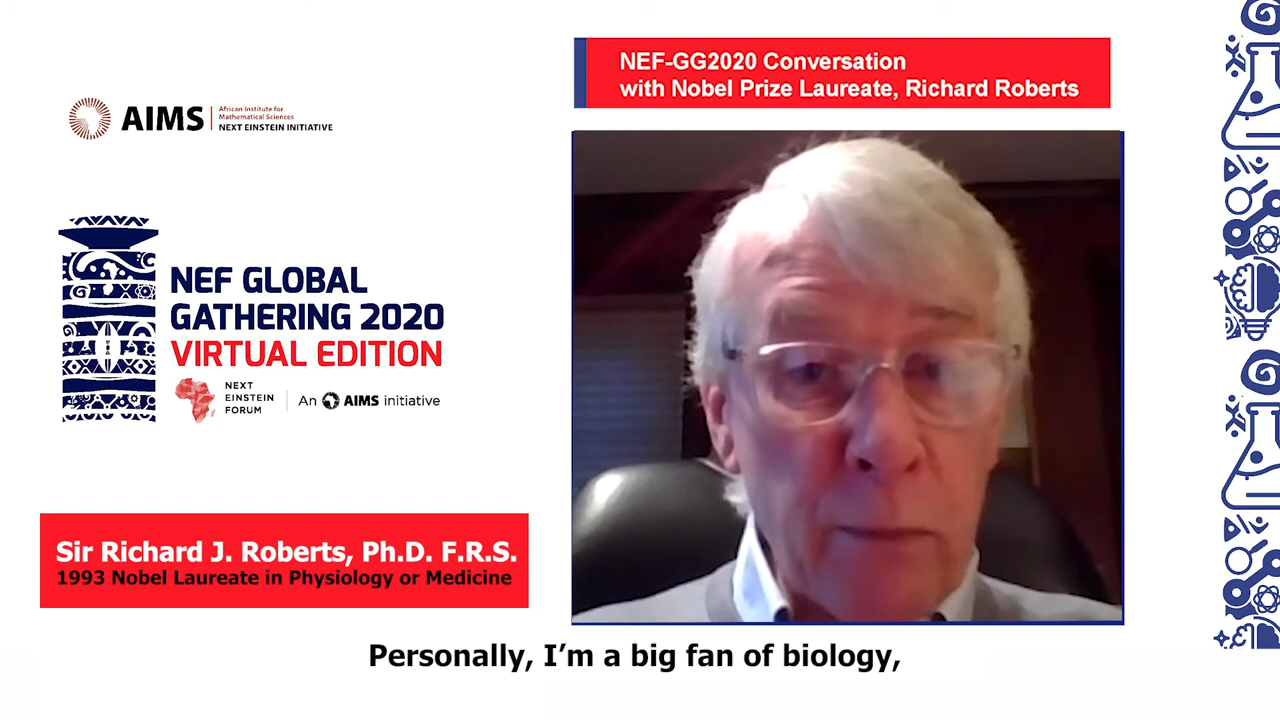 NEF-GG2020 Conversation
with Nobel Prize Laureate, Richard Roberts
AIMS
African Institute for
Mathematical Sciences
NEXT EINSTEIN INITIATIVE
NEF GLOBAL
GATHERING 2020
VIRTUAL EDITION
NEXT
EINSTEIN
FORUM
An AIMS initiative
Sir Richard J. Roberts, Ph.D. F.R.S.
1993 Nobel Laureate in Physiology or Medicine
Personally, I'm a big fan of biology,